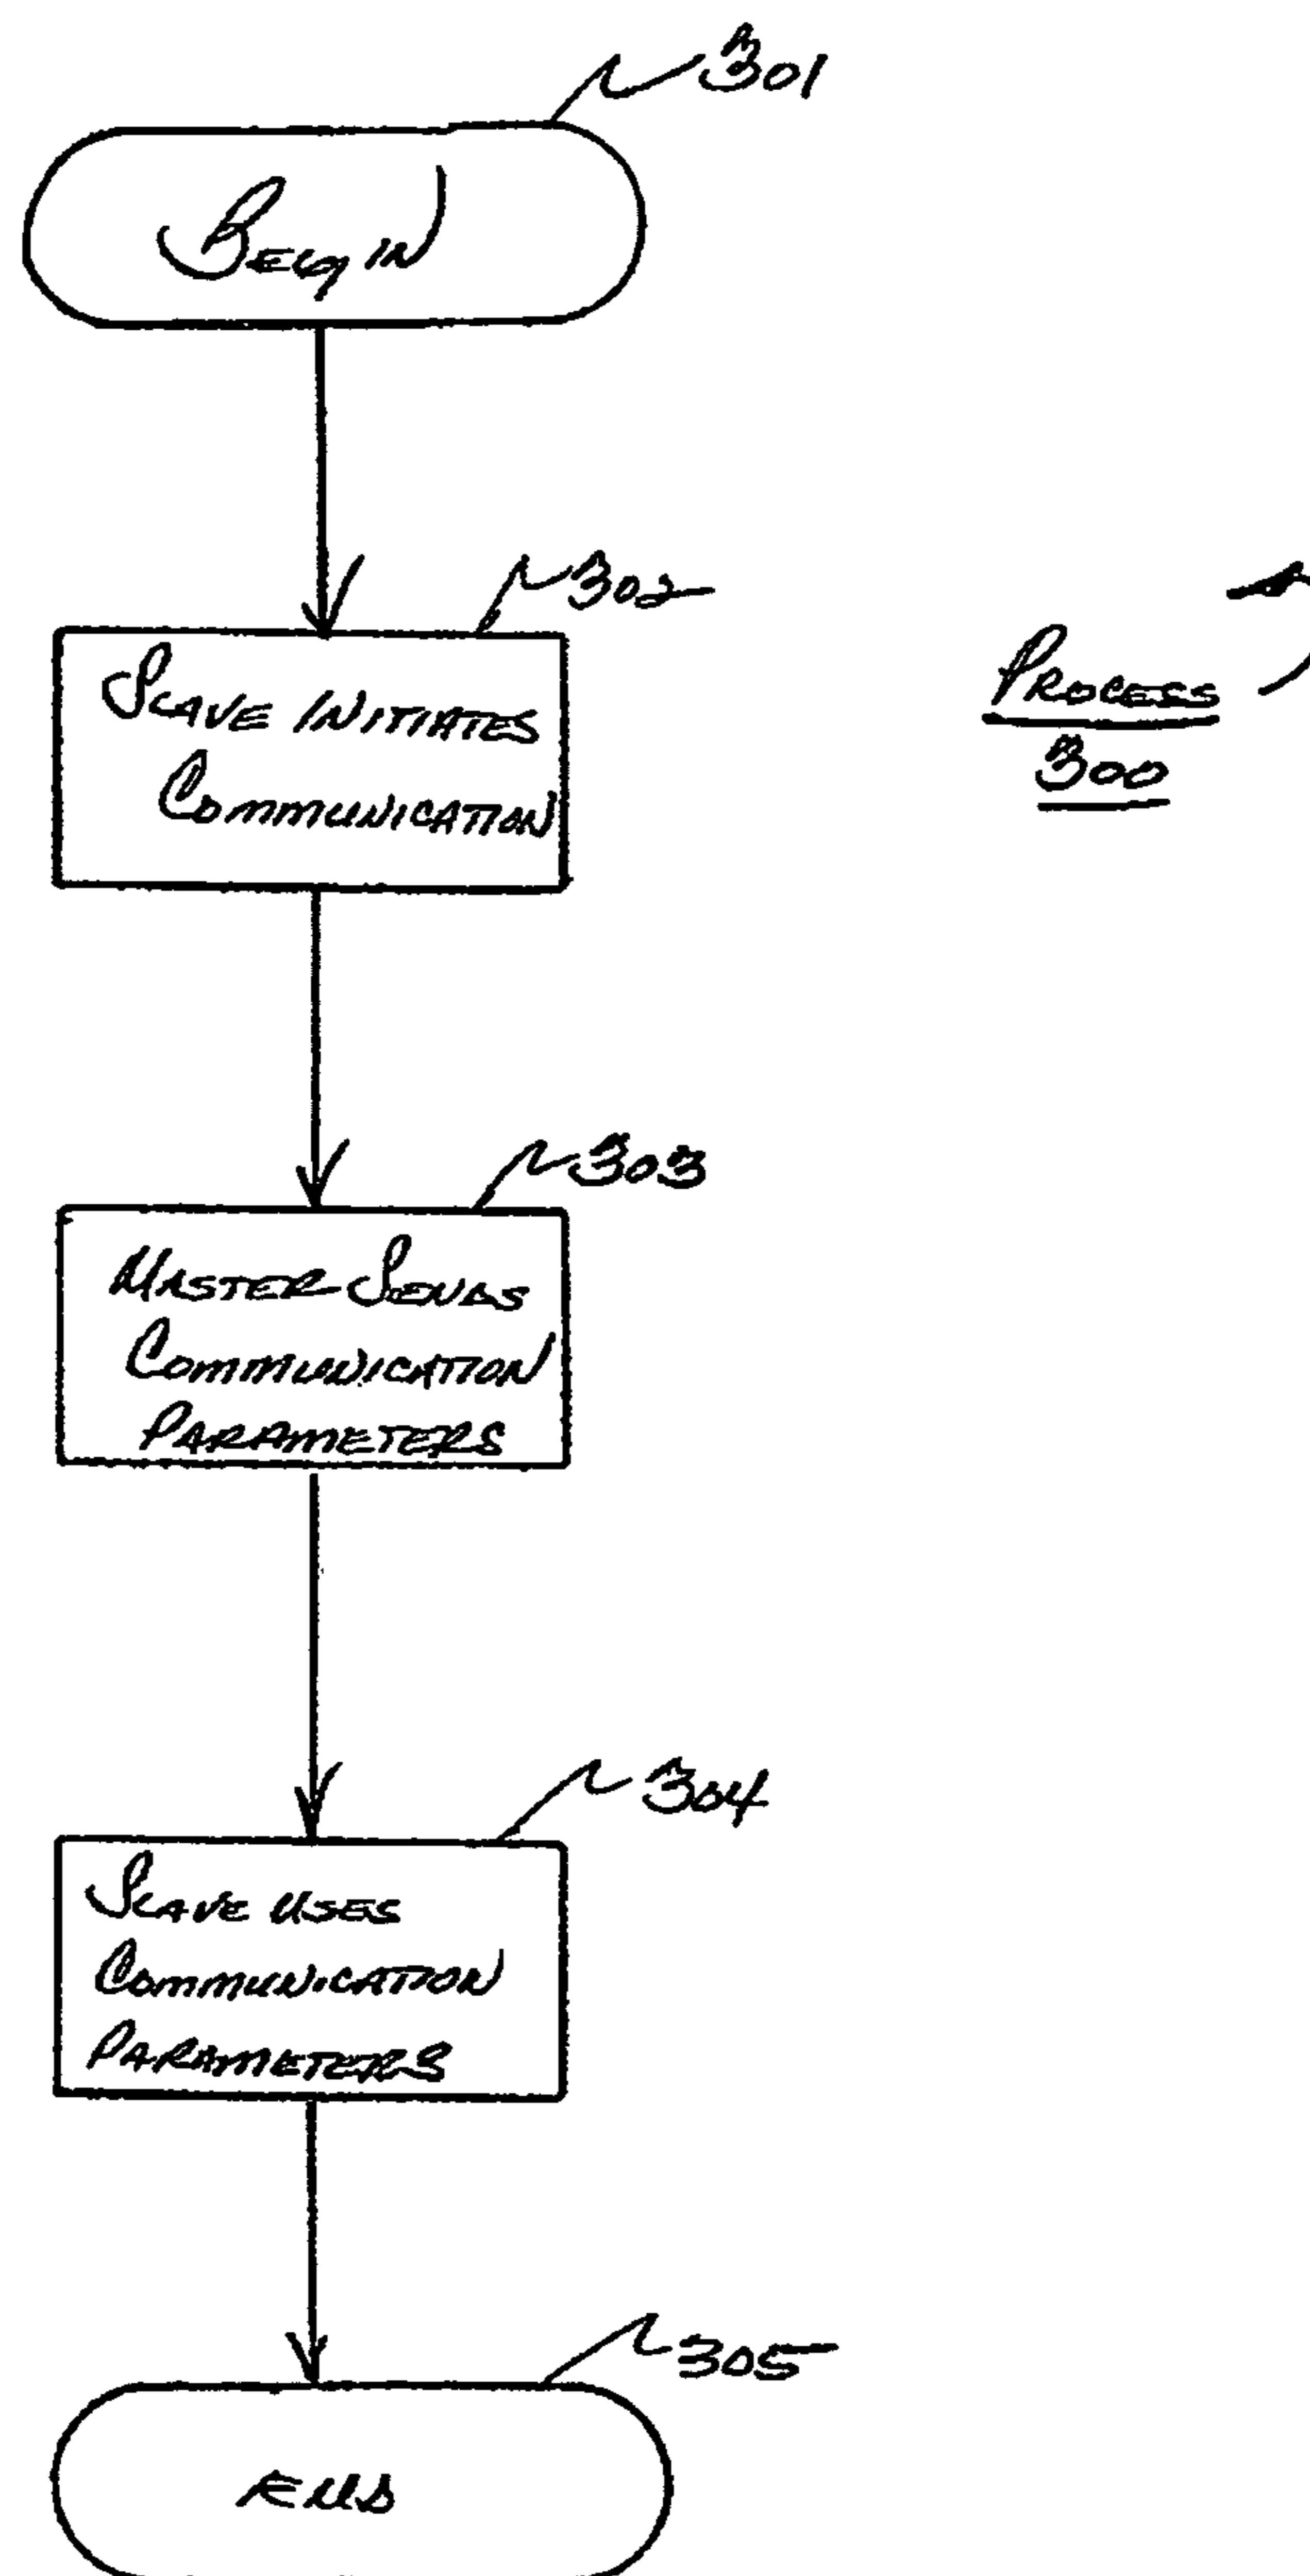 301
BEGIN
302
SLAVE INITIATES
COMMUNICATION
PROCESS
300
303
MASTER SENDS
COMMUNICATION
PARAMETERS
304
SLAVE USES
COMMUNICATION
PARAMETERS
305
END